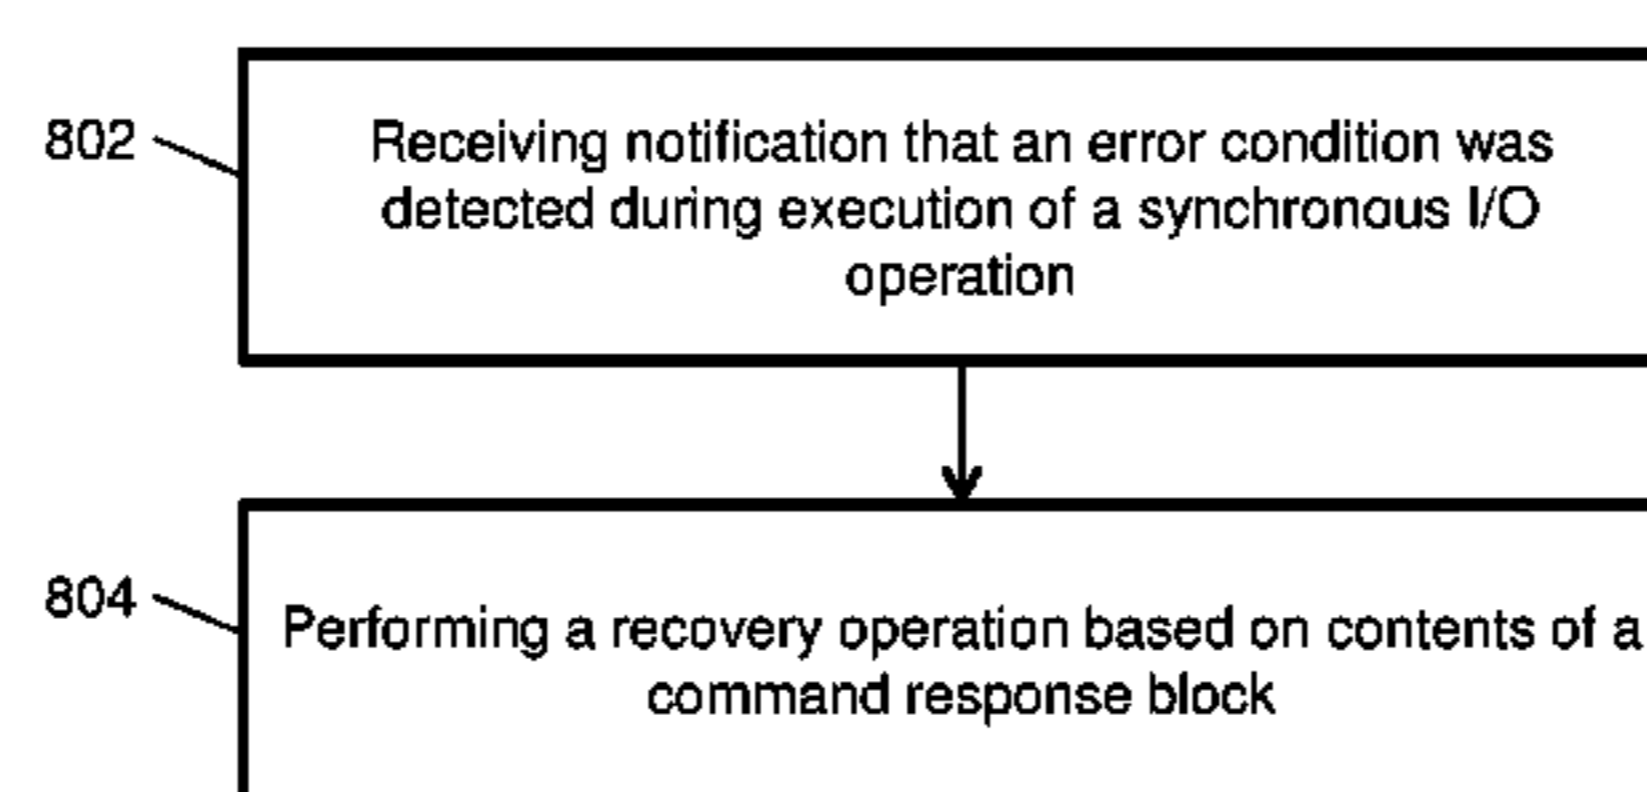 802
Receiving notification that an error condition was
detected during execution of a synchronous I/O
operation
804
Performing a recovery operation based on contents of a
command response block